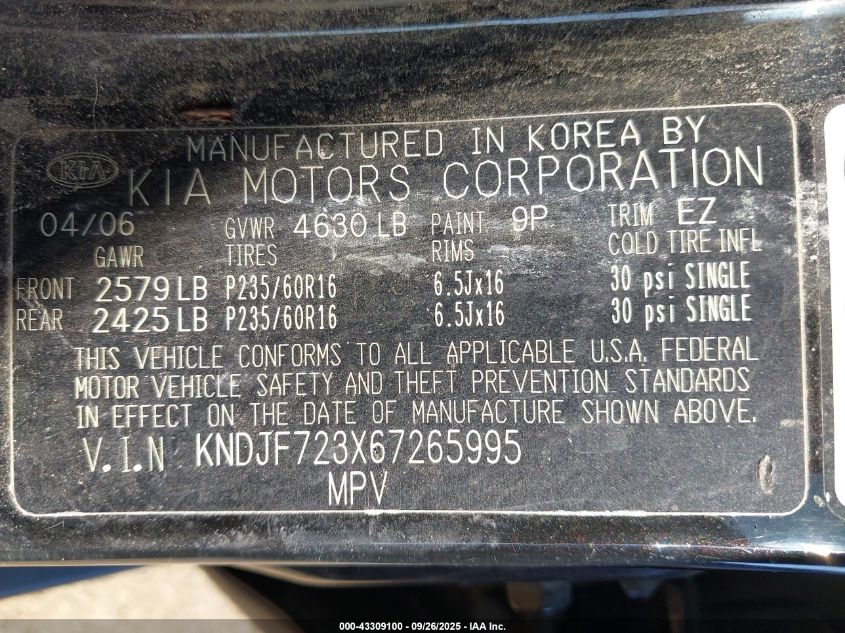 MANUFACTURED IN KOREA BY
KIA KIA MOTORS CORPORATION
04/06 GVWR 4630 LB PAINT 9P TRIM EZ
GAWR TIRES RIMS COLD TIRE INFL
FRONT 2579 LB P235/60R16 6.5Jx16 30 psi SINGLE
REAR 2425 LB P235/60R16 6.5Jx16 30 psi SINGLE
THIS VEHICLE CONFORMS TO ALL APPLICABLE U.S.A. FEDERAL
MOTOR VEHICLE SAFETY AND THEFT PREVENTION STANDARDS
IN EFFECT ON THE DATE OF MANUFACTURE SHOWN ABOVE.
V.I.N KNDJF723X67265995
MPV
000-43309100 - 09/26/2025 - IAA Inc.